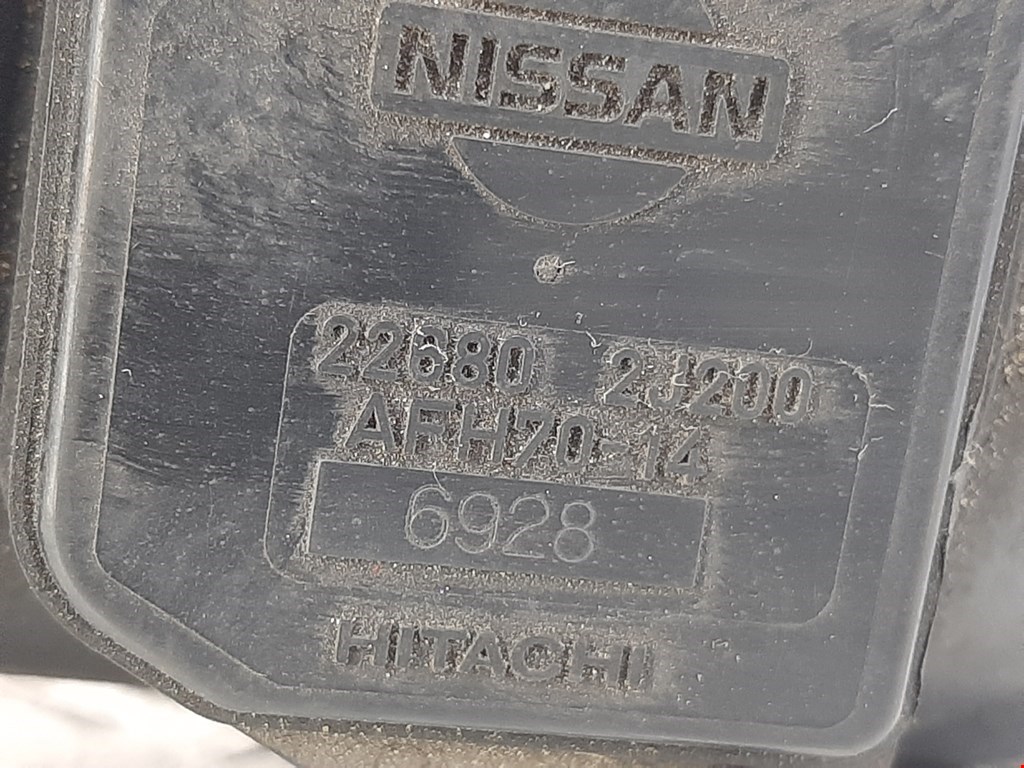 NISSAN
22680 2J200
AFH70-14
6928
HITACHI